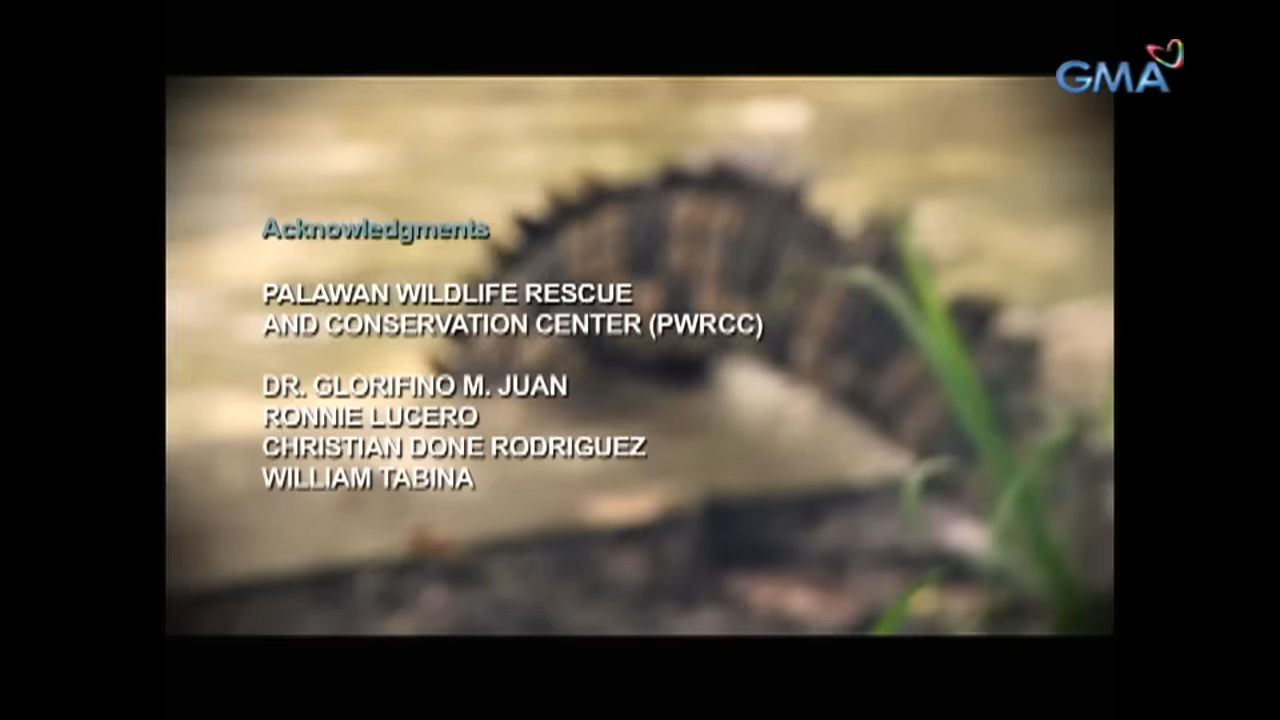 GMA
Acknowledgments
PALAWAN WILDLIFE RESCUE
AND CONSERVATION CENTER (PWRCC)
DR. GLORIFINO M. JUAN
RONNIE LUCERO
CHRISTIAN DONE RODRIGUEZ
WILLIAM TABINA